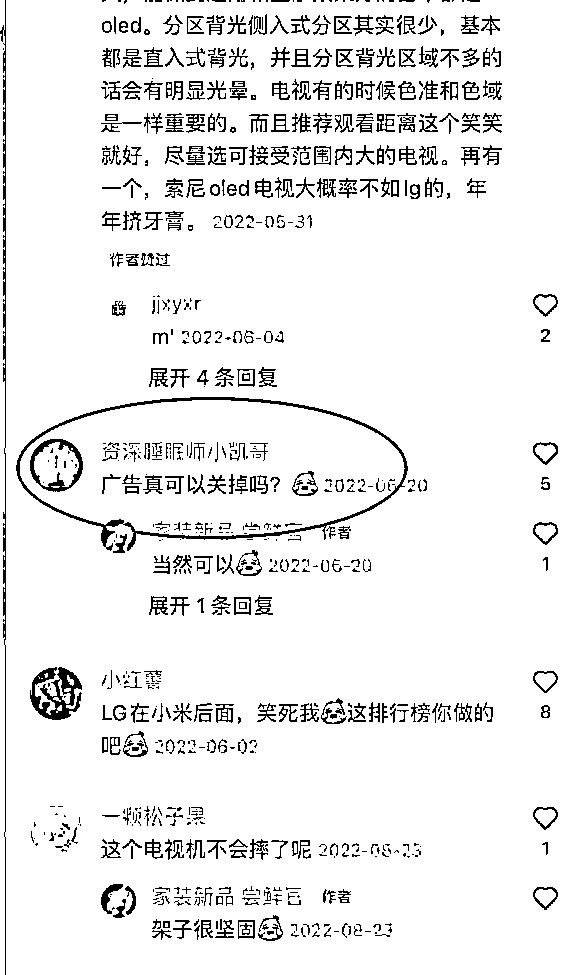 oled。分区背光侧入式分区其实很少，基本
都是直入式背光，并且分区背光区域不多的
话会有明显光晕。电视有的时候色准和色域
是一样重要的。而且推荐观看距离这个笑笑
就好，尽量选可接受范围内大的电视。再有
一个，索尼oled电视大概率不如lg的，年
年挤牙膏。 2022-05-31
作者赞过
jjxyxr
m' 2022-06-04
2
展开 4 条回复
资深睡眠师小凯哥
广告真可以关掉吗？ 2022-06-20
5
家装新品 尝鲜官 作者
当然可以 2022-06-20
1
展开 1 条回复
小红薯
LG在小米后面，笑死我这排行榜你做的
吧 2022-06-02
8
一颗松子果
这个电视机不会摔了呢 2022-08-23
1
家装新品 尝鲜官 作者
架子很坚固 2022-08-23